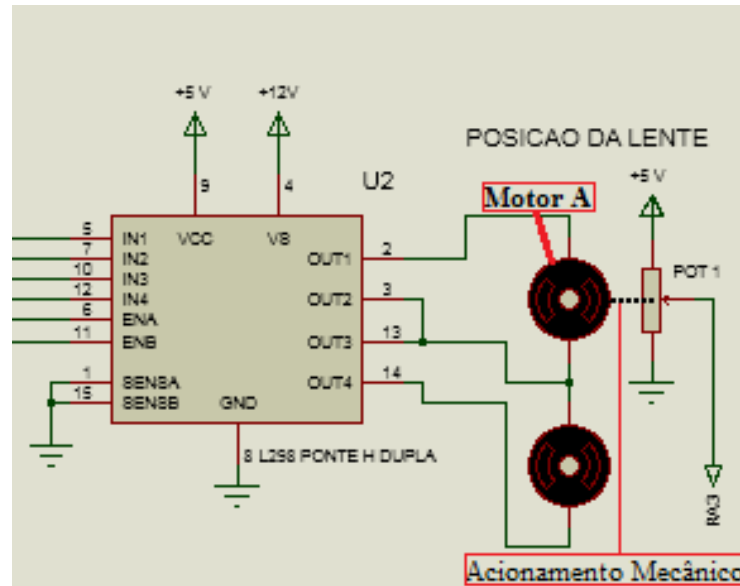 +5 V
+12V
POSICAO DA LENTE
U2
+5 V
Motor A
9
4
5
IN1
VCC
VS
7
IN2
OUT1
2
10
IN3
12
IN4
OUT2
3
6
ENA
11
ENB
OUT3
13
1
SENSA
OUT4
14
15
SENSB
GND
POT 1
8
L298 PONTE H DUPLA
RA3
Acionamento Mecânico